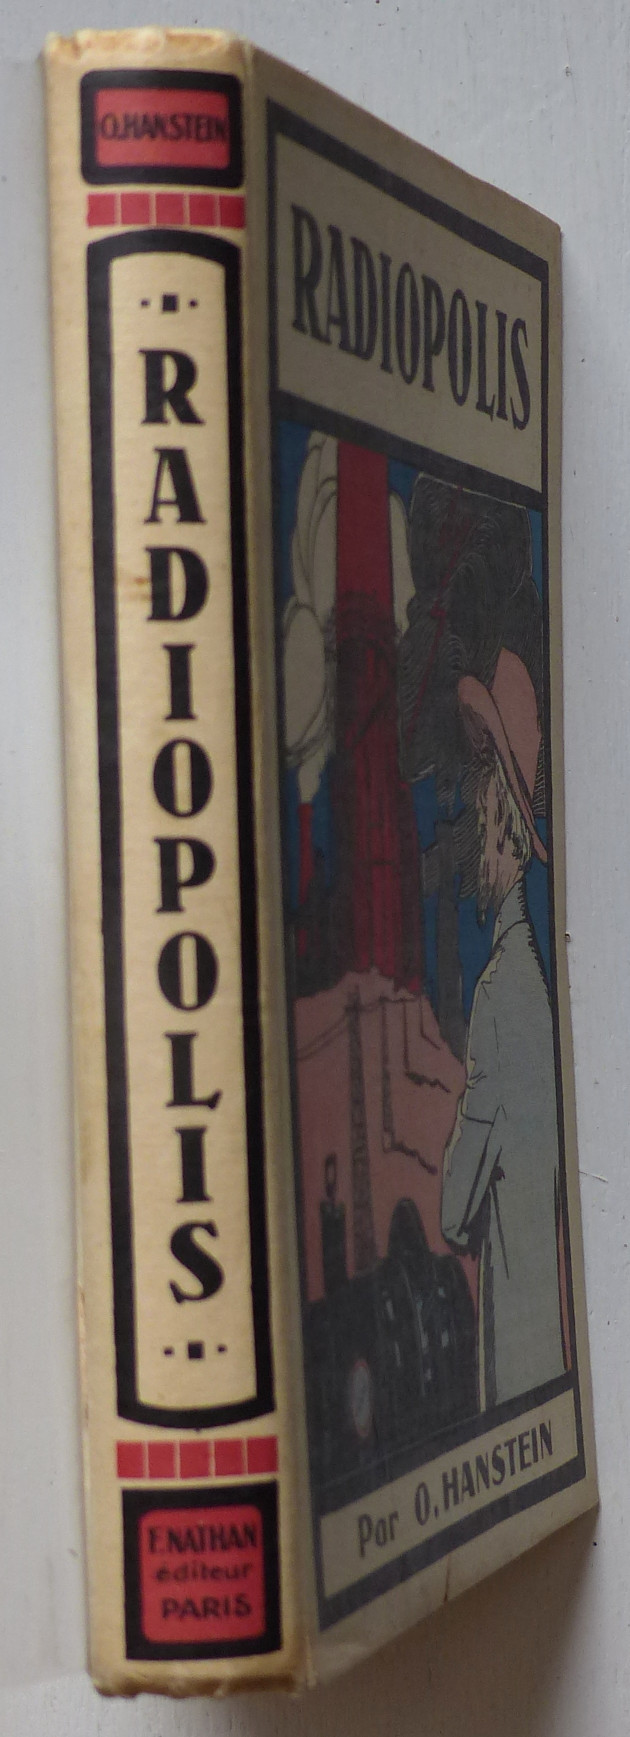 O.HANSTEIN
RADIOPOLIS
F.NATHAN
éditeur
PARIS
RADIOPOLIS
Par O.HANSTEIN